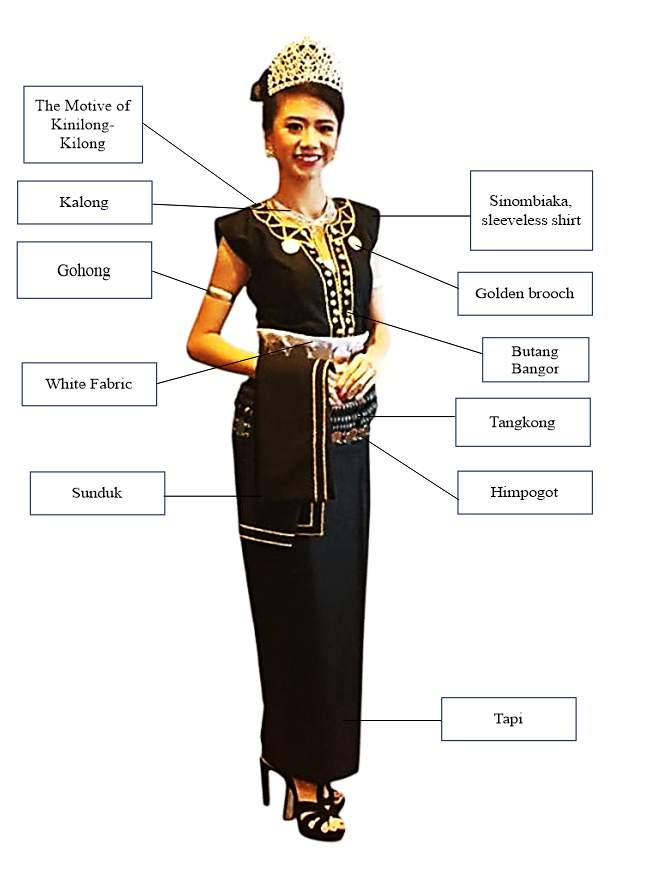 The Motive of
Kinilong-
Kilong
Kalong
Gohong
White Fabric
Sunduk
Sinombiaka,
sleeveless shirt
Golden brooch
Butang
Bangor
Tangkong
Himpogot
Tapi